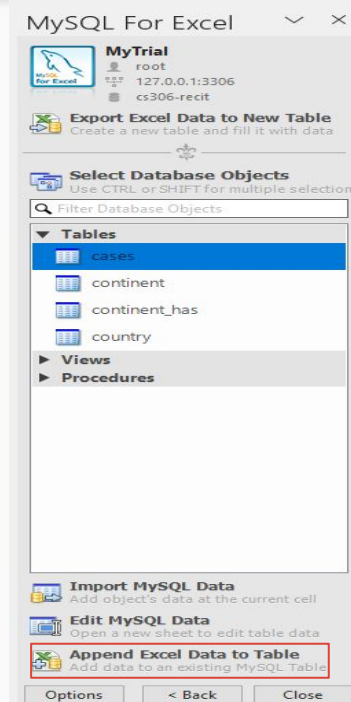 MySQL For Excel
MySQL
for Excel
MyTrial
root
127.0.0.1:3306
cs306-recit
Export Excel Data to New Table
Create a new table and fill it with data
Select Database Objects
Use CTRL or SHIFT for multiple selection
Filter Database Objects
Tables
cases
continent
continent_has
country
Views
Procedures
Import MySQL Data
Add object's data at the current cell
Edit MySQL Data
Open a new sheet to edit table data
Append Excel Data to Table
Add data to an existing MySQL Table
Options < Back Close